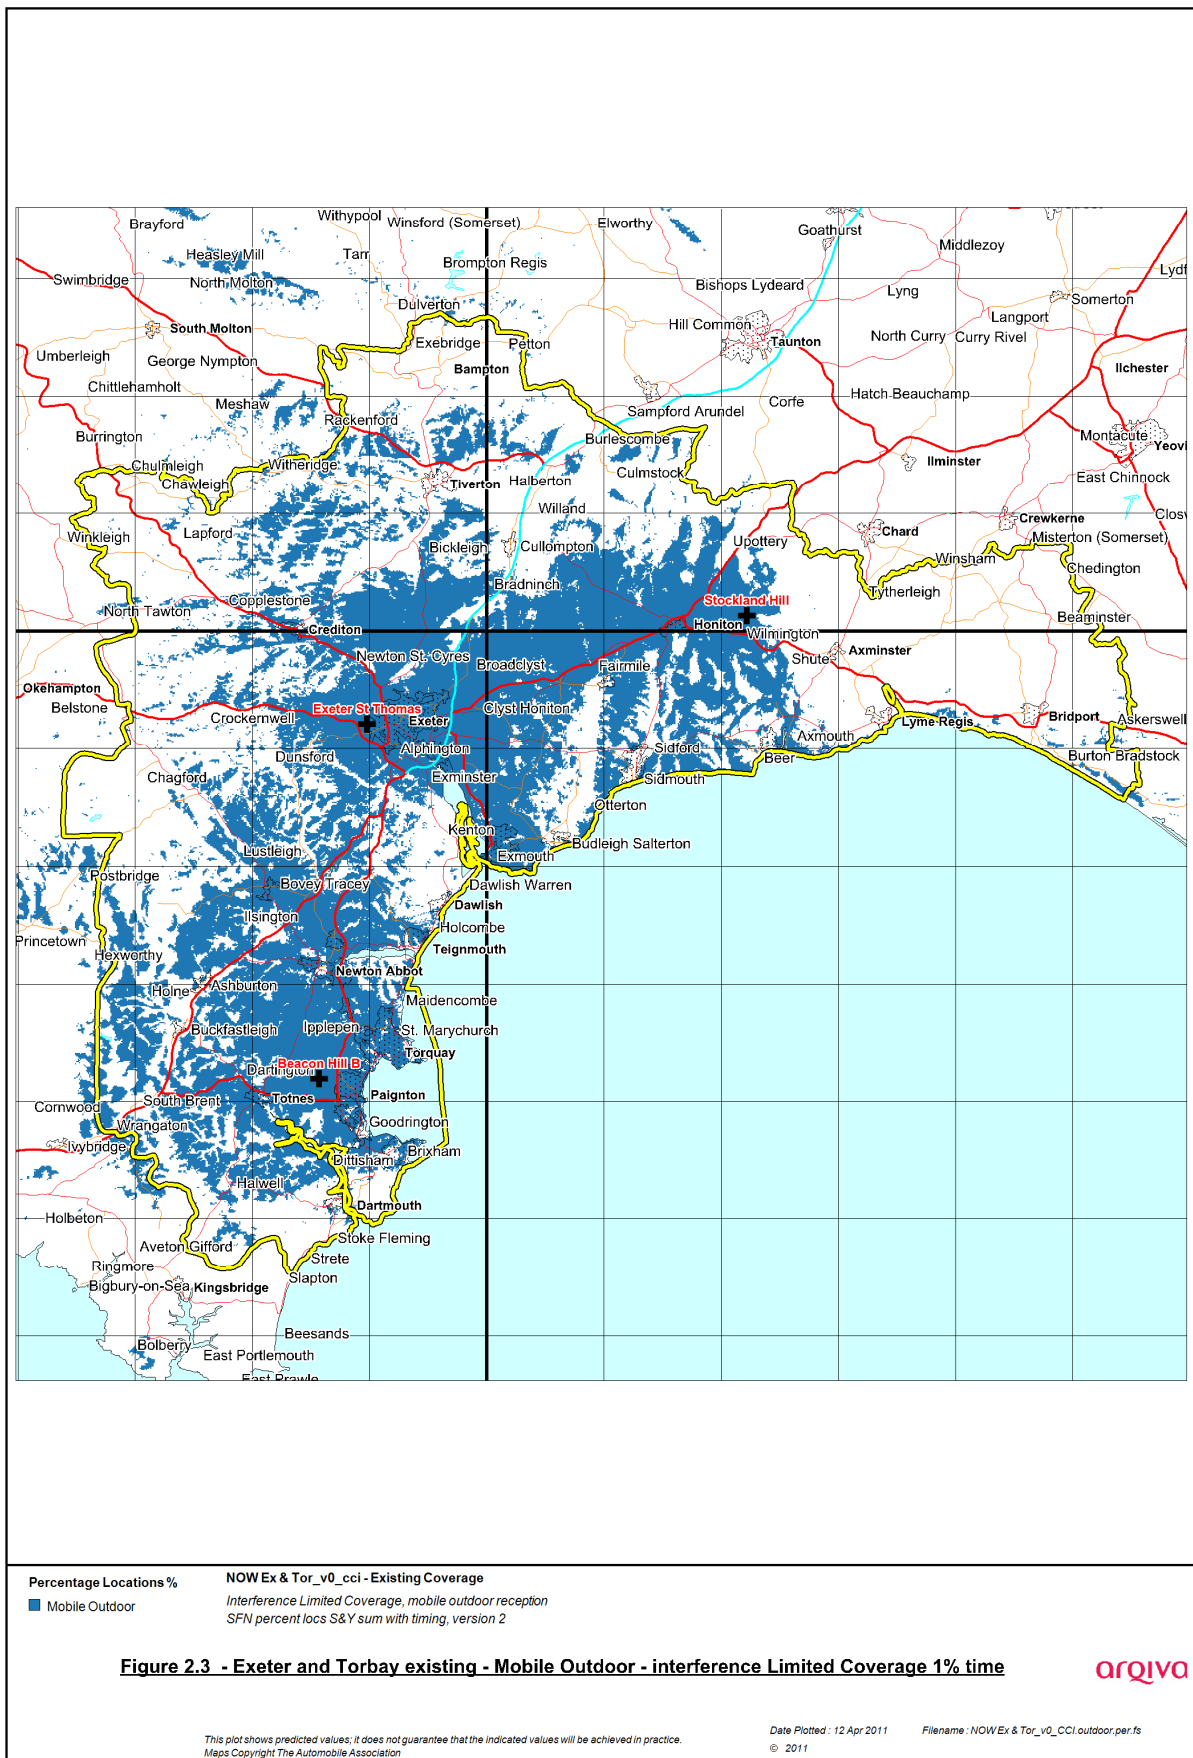 Withypool
Winsford (Somerset)
Elworthy
Brayford
Goathurst
Middlezoy
Heasley Mill
Tarr
Brompton Regis
Lydf
Swimbridge
North Molton
Bishops Lydeard
Lyng
Somerton
Dulverton
Langport
South Molton
Hill Common
Exebridge
Petton
Taunton
North Curry
Curry Rivel
Umberleigh
George Nympton
Bampton
Ilchester
Chittlehamholt
Hatch Beauchamp
Meshaw
Corfe
Sampford Arundel
Rackenford
Burrington
Burlescombe
Montacute
Yeovi
Chulmleigh
Witheridge
Ilminster
Chawleigh
Culmstock
Tiverton
Halberton
East Chinnock
Willand
Closv
Lapford
Crewkerne
Winkleigh
Bickleigh
Cullompton
Upottery
Chard
Misterton (Somerset)
Winsham
Chedington
Bradninch
Tytherleigh
Copplestone
Stockland Hill
North Tawton
Beaminster
Crediton
Honiton
Wilmington
Newton St. Cyres
Broadclyst
Fairmile
Shute
Axminster
Okehampton
Belstone
Exeter St Thomas
Clyst Honiton
Crockernwell
Exeter
Lyme Regis
Bridport
Askerswell
Axmouth
Dunsford
Alphington
Sidford
Beer
Burton Bradstock
Chagford
Exminster
Sidmouth
Otterton
Kenton
Budleigh Salterton
Lustleigh
Exmouth
Postbridge
Bovey Tracey
Dawlish Warren
Ilsington
Dawlish
Princetown
Holcombe
Hexworthy
Teignmouth
Newton Abbot
Holne
Ashburton
Maidencombe
Buckfastleigh
Ipplepen
St. Marychurch
Torquay
Beacon Hill B
Dartington
Cornwood
South Brent
Totnes
Paignton
Wrangaton
Goodrington
Ivybridge
Brixham
Dittisham
Halwell
Dartmouth
Holbeton
Stoke Fleming
Aveton Gifford
Strete
Ringmore
Slapton
Bigbury-on-Sea
Kingsbridge
Beesands
Bolberry
East Portlemouth
East Prawle
Percentage Locations %
Mobile Outdoor
NOW Ex & Tor_v0_cci - Existing Coverage
Interference Limited Coverage, mobile outdoor reception
SFN percent locs S&Y sum with timing, version 2
Figure 2.3 - Exeter and Torbay existing - Mobile Outdoor - interference Limited Coverage 1% time
arqiva
This plot shows predicted values; it does not guarantee that the indicated values will be achieved in practice.
Maps Copyright The Automobile Association
Date Plotted : 12 Apr 2011
Filename : NOW Ex & Tor_v0_CCI.outdoor.per.fs
© 2011